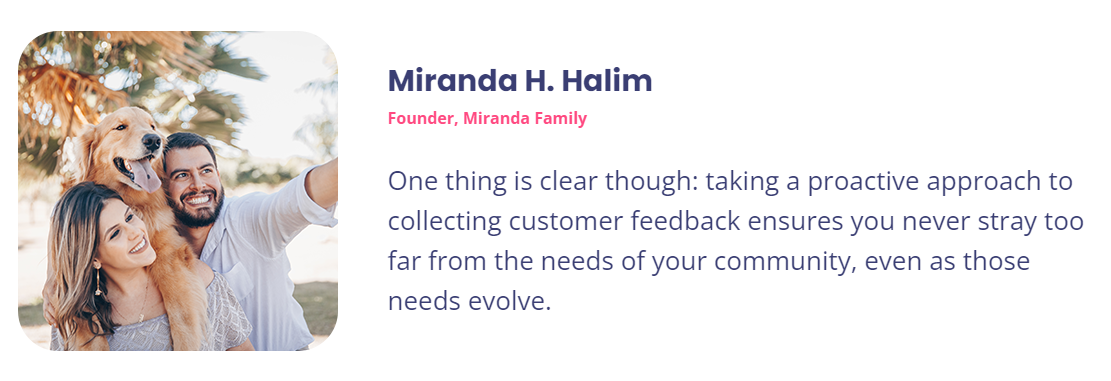 Miranda H. Halim
Founder, Miranda Family
One thing is clear though: taking a proactive approach to
collecting customer feedback ensures you never stray too
far from the needs of your community, even as those
needs evolve.